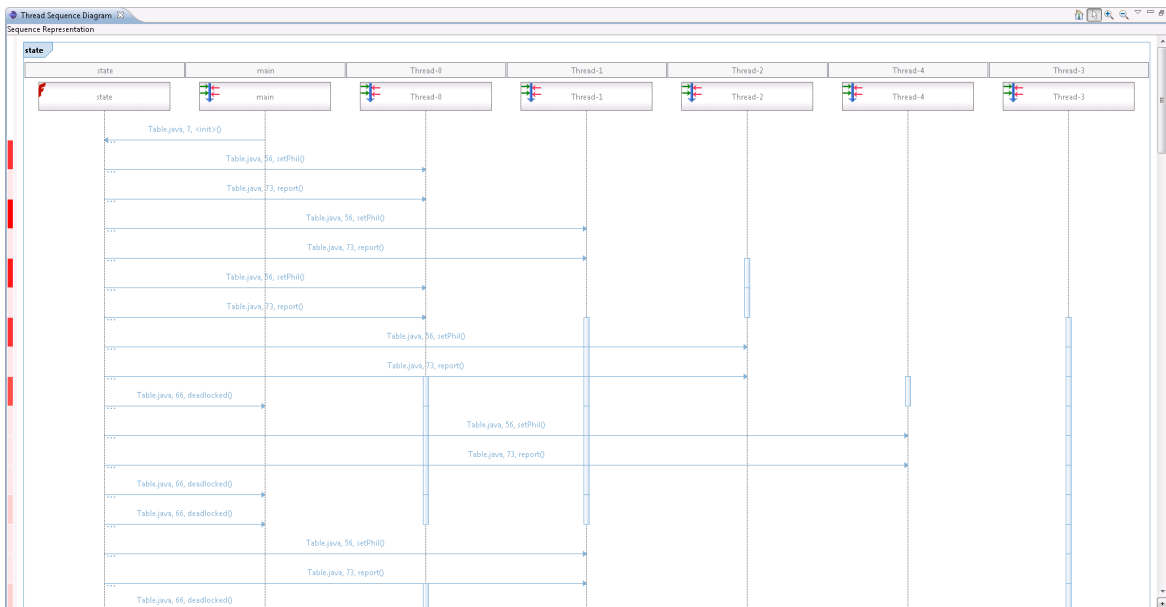 Thread Sequence Diagram
Sequence Representation
state
state main Thread-0 Thread-1 Thread-2 Thread-4 Thread-3
state main Thread-0 Thread-1 Thread-2 Thread-4 Thread-3
Table.java, 7, <init>()
...
Table.java, 56, setPhil()
...
Table.java, 73, report()
...
Table.java, 56, setPhil()
...
Table.java, 73, report()
...
Table.java, 56, setPhil()
...
Table.java, 73, report()
...
Table.java, 56, setPhil()
...
Table.java, 73, report()
...
Table.java, 66, deadlocked()
...
Table.java, 56, setPhil()
...
Table.java, 73, report()
...
Table.java, 66, deadlocked()
...
Table.java, 66, deadlocked()
...
Table.java, 56, setPhil()
...
Table.java, 73, report()
...
Table.java, 66, deadlocked()